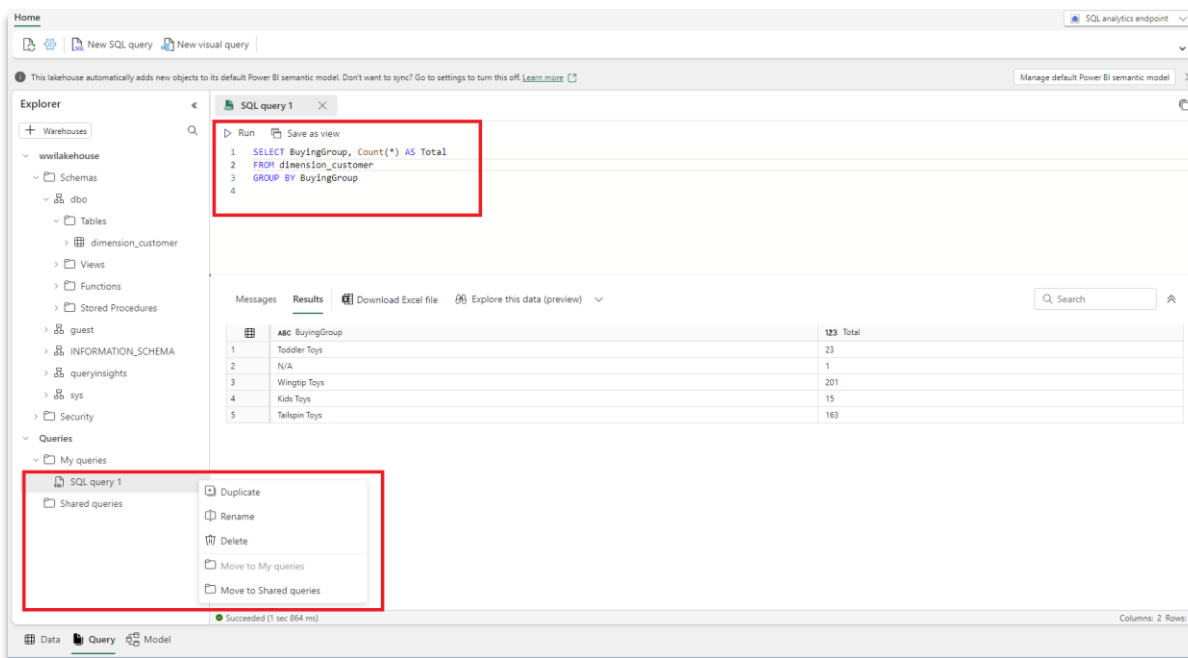 Home
SQL analytics endpoint
New SQL query New visual query
This lakehouse automatically adds new objects to its default Power BI semantic model. Don't want to sync? Go to settings to turn this off. Learn more
Manage default Power BI semantic model
Explorer
+ Warehouses
wwilakehouse
Schemas
dbo
Tables
dimension_customer
Views
Functions
Stored Procedures
guest
INFORMATION_SCHEMA
queryinsights
sys
Security
Queries
My queries
SQL query 1
Shared queries
SQL query 1
Run Save as view
1 SELECT BuyingGroup, Count(*) AS Total
2 FROM dimension_customer
3 GROUP BY BuyingGroup
4
Messages Results Download Excel file Explore this data (preview)
Search
ABC BuyingGroup 123 Total
1 Toddler Toys 23
2 N/A 1
3 Wingtip Toys 201
4 Kids Toys 15
5 Tailspin Toys 163
Duplicate
Rename
Delete
Move to My queries
Move to Shared queries
Succeeded (1 sec 864 ms)
Columns: 2 Rows:
Data Query Model